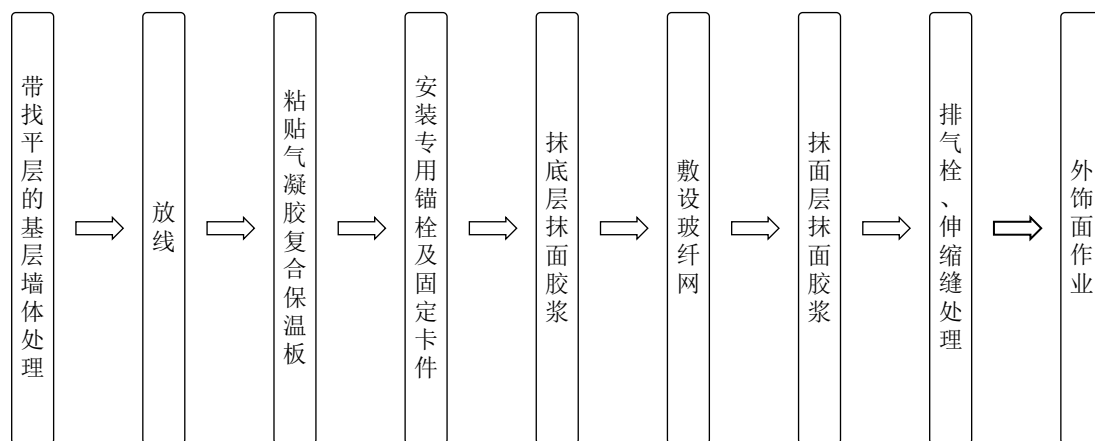 带找平层的基层墙体处理
放线
粘贴气凝胶复合保温板
安装专用锚栓及固定卡件
抹底层抹面胶浆
敷设玻纤网
抹面层抹面胶浆
排气栓、伸缩缝处理
外饰面作业